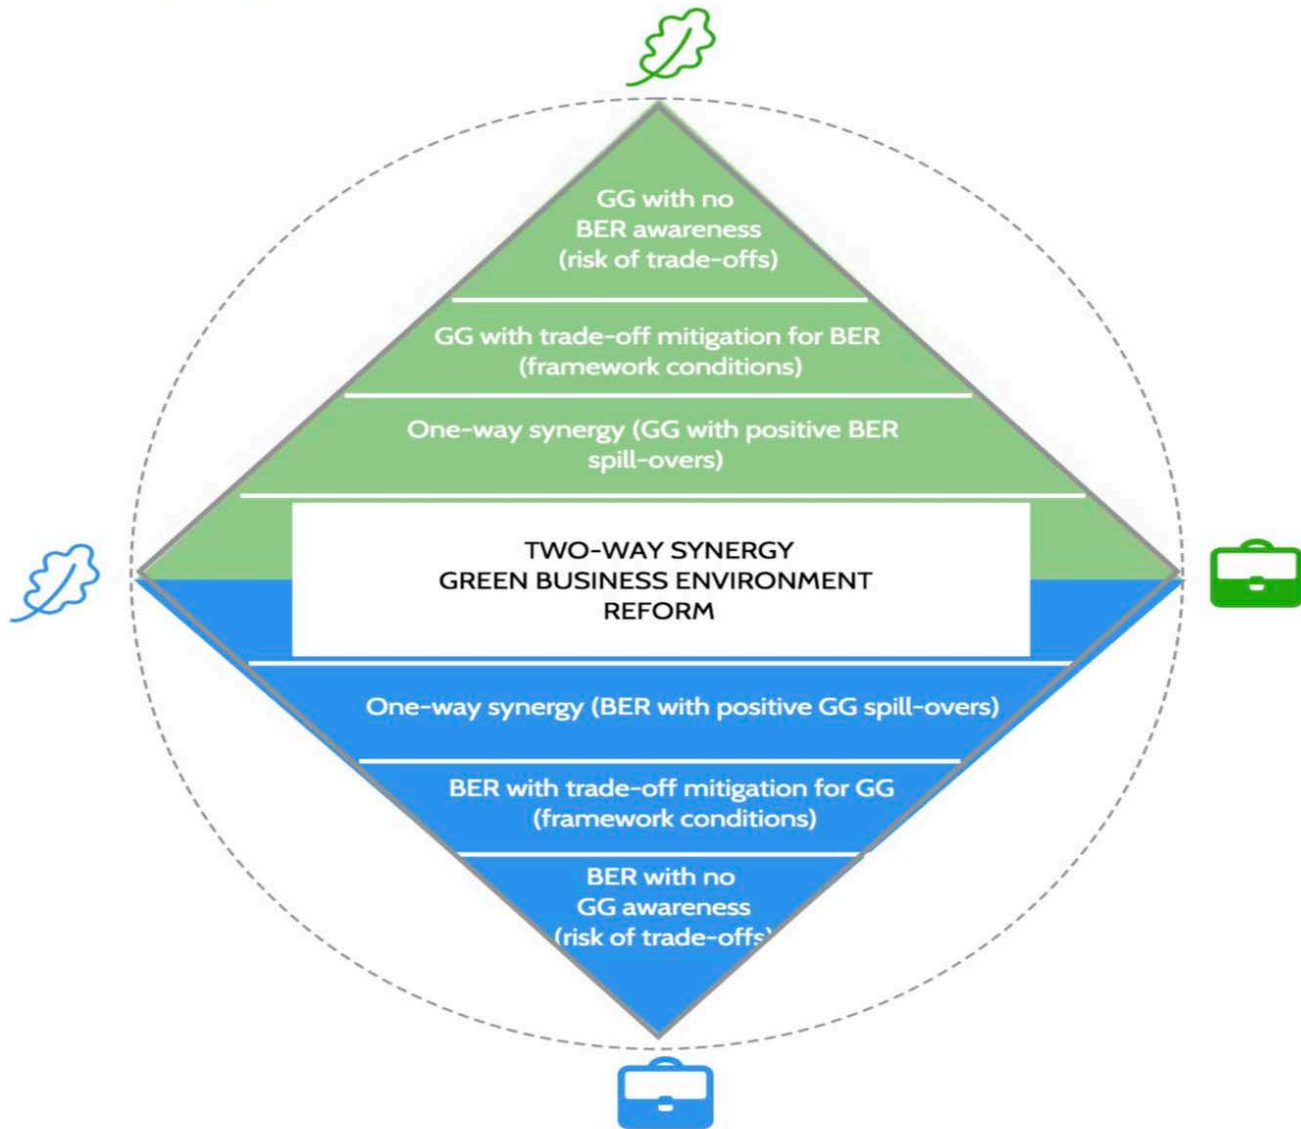 GG with no
BER awareness
(risk of trade-offs)
GG with trade-off mitigation for BER
(framework conditions)
One-way synergy (GG with positive BER
spill-overs)
TWO-WAY SYNERGY
GREEN BUSINESS ENVIRONMENT
REFORM
One-way synergy (BER with positive GG spill-overs)
BER with trade-off mitigation for GG
(framework conditions)
BER with no
GG awareness
(risk of trade-offs)